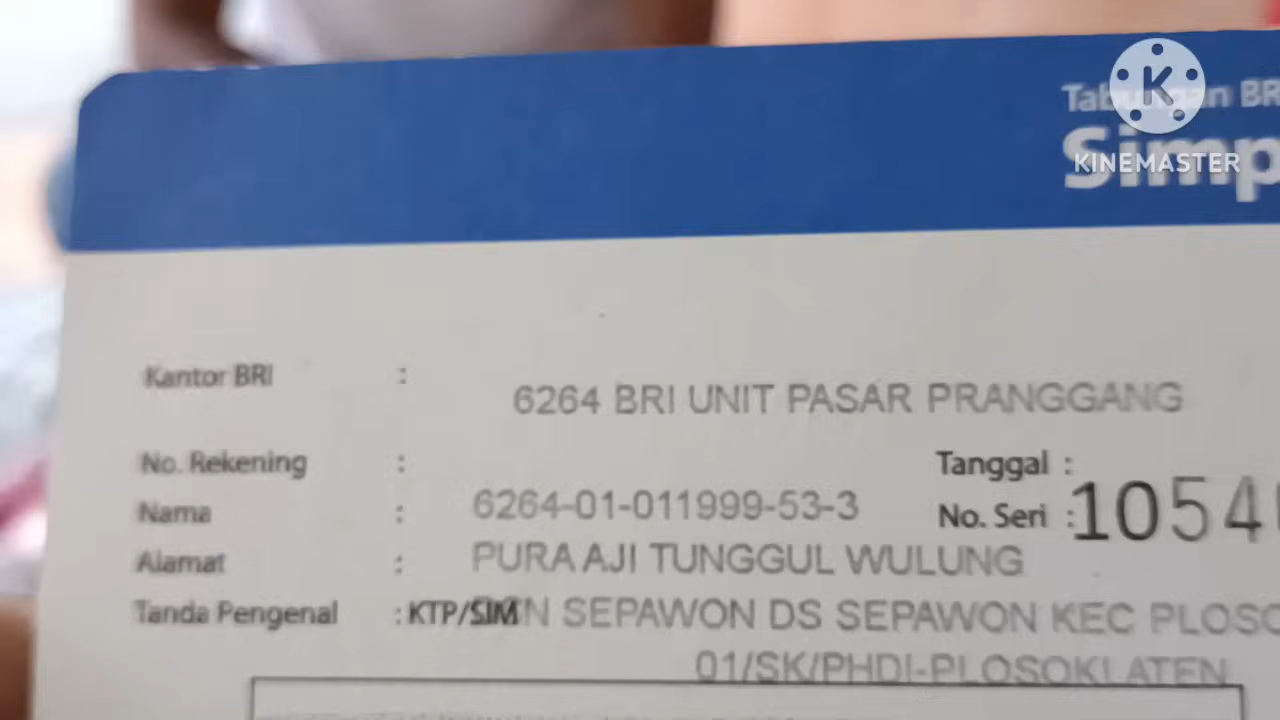 Tabungan BRI
Simp
KINEMASTER
Kantor BRI :
6264 BRI UNIT PASAR PRANGGANG
No. Rekening : Tanggal :
6264-01-011999-53-3
Nama : No. Seri : 1054
PURA AJI TUNGGUL WULUNG
Alamat :
Tanda Pengenal : KTP/SIM SEPAWON DS SEPAWON KEC PLOSO
01/SK/PHDI-PLOSOKLATEN